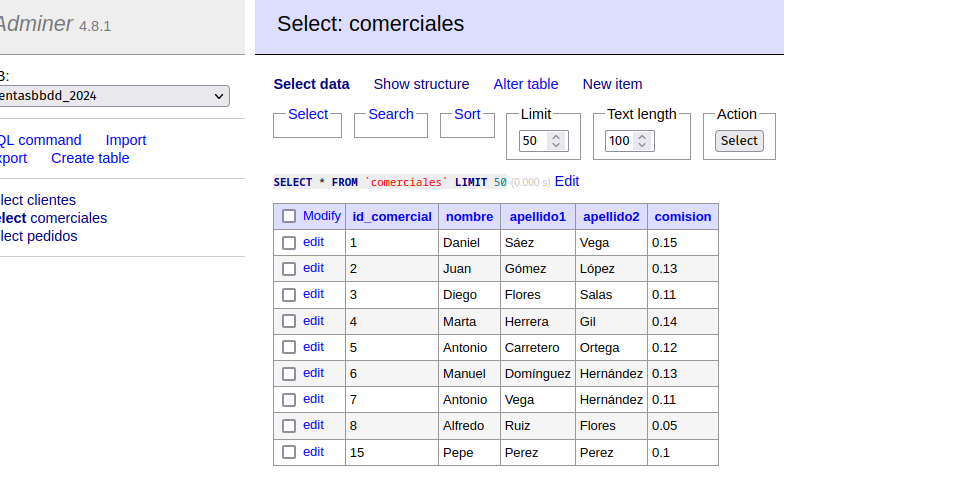 Adminer 4.8.1
Select: comerciales
B:
entasbbdd_2024
QL command Import
xport Create table
lect clientes
elect comerciales
lect pedidos
Select data Show structure Alter table New item
Select Search Sort Limit Text length Action
50 100 Select
SELECT * FROM `comerciales` LIMIT 50 (0.000 s) Edit
Modify id_comercial nombre apellido1 apellido2 comision
edit 1 Daniel Sáez Vega 0.15
edit 2 Juan Gómez López 0.13
edit 3 Diego Flores Salas 0.11
edit 4 Marta Herrera Gil 0.14
edit 5 Antonio Carretero Ortega 0.12
edit 6 Manuel Domínguez Hernández 0.13
edit 7 Antonio Vega Hernández 0.11
edit 8 Alfredo Ruiz Flores 0.05
edit 15 Pepe Perez Perez 0.1